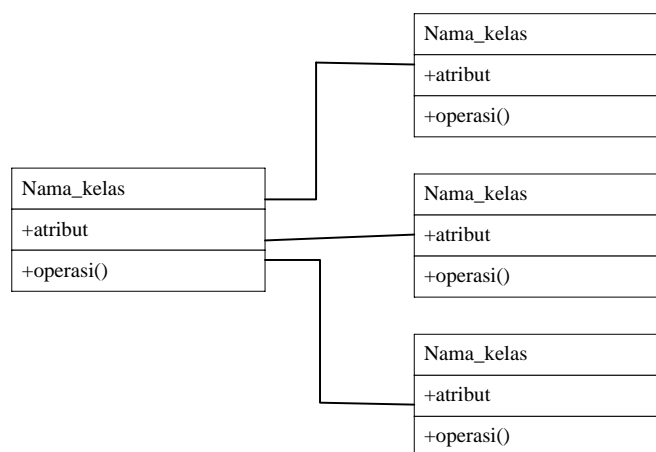 Nama_kelas
+atribut
+operasi()
Nama_kelas
+atribut
+operasi()
Nama_kelas
+atribut
+operasi()
Nama_kelas
+atribut
+operasi()